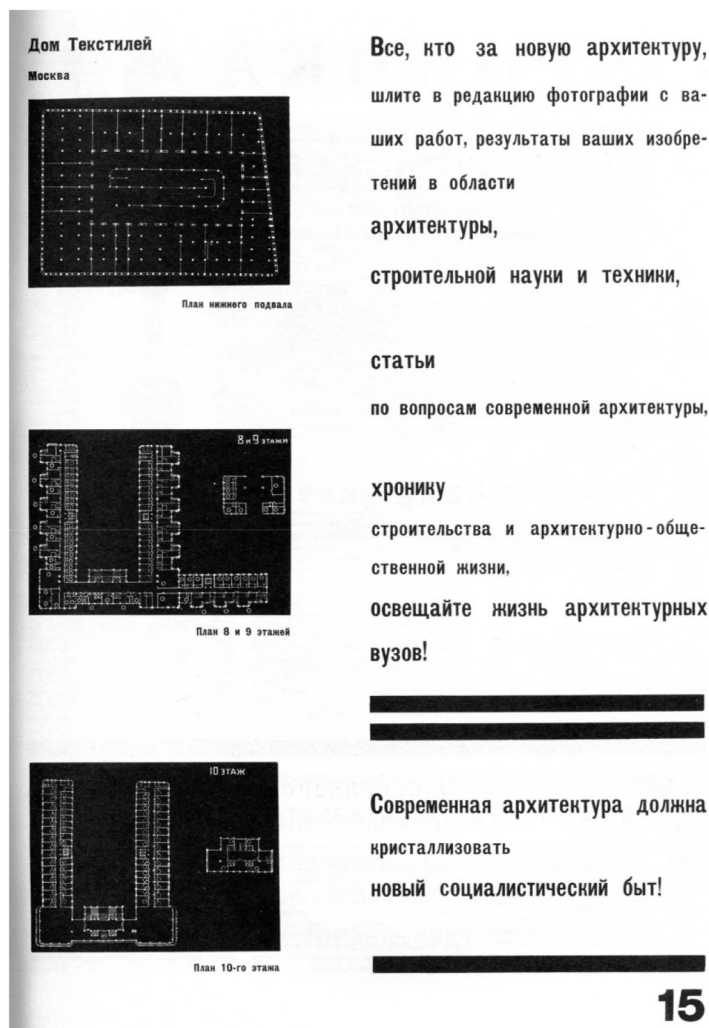 Дом Текстилей
Москва
План нижнего подвала
8 и 9 этажи
План 8 и 9 этажей
10 этаж
План 10-го этажа
Все, кто за новую архитектуру,
шлите в редакцию фотографии с ва-
ших работ, результаты ваших изобре-
тений в области
архитектуры,
строительной науки и техники,
статьи
по вопросам современной архитектуры,
хронику
строительства и архитектурно-обще-
ственной жизни,
освещайте жизнь архитектурных
вузов!
Современная архитектура должна
кристаллизовать
новый социалистический быт!
15